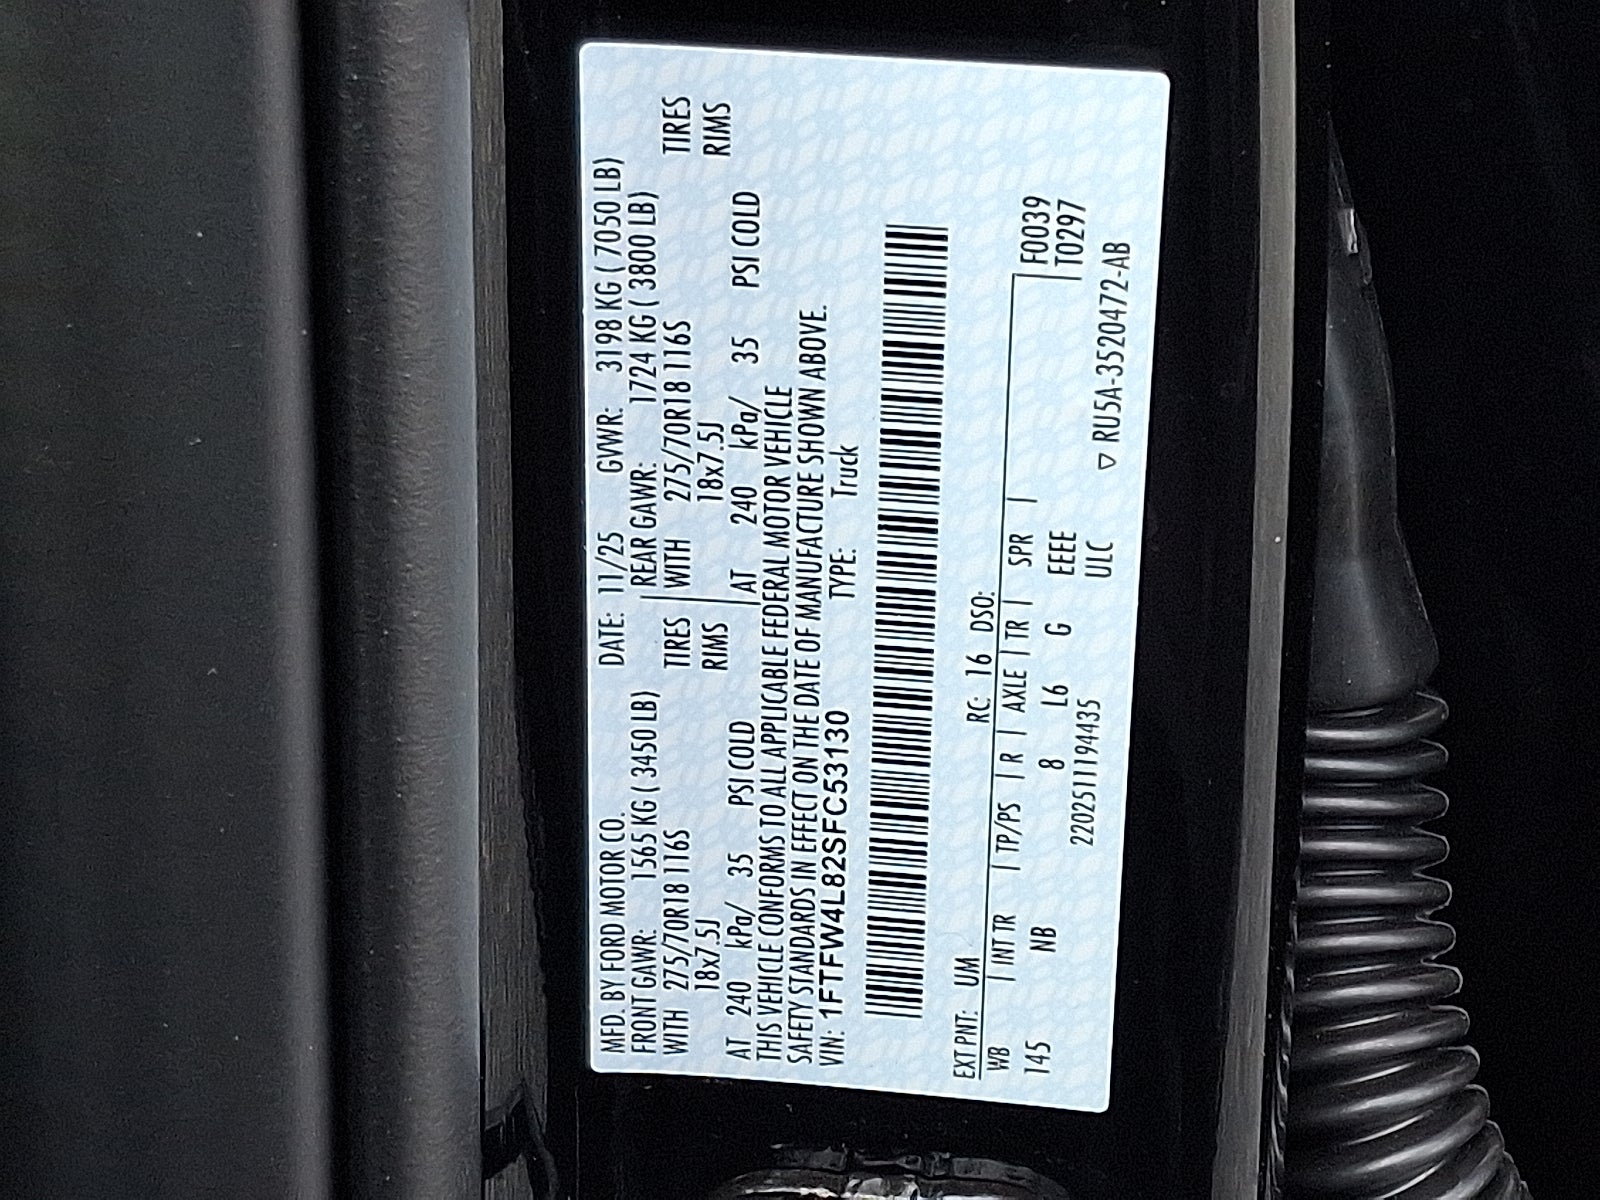 MFD. BY FORD MOTOR CO. DATE: 11/25 GVWR: 3198 KG ( 7050 LB)
FRONT GAWR: 1565 KG ( 3450 LB) REAR GAWR: 1724 KG ( 3800 LB)
WITH 275/70R18 116S TIRES WITH 275/70R18 116S TIRES
18x7.5J RIMS 18x7.5J RIMS
AT 240 kPa/ 35 PSI COLD AT 240 kPa/ 35 PSI COLD
THIS VEHICLE CONFORMS TO ALL APPLICABLE FEDERAL MOTOR VEHICLE
SAFETY STANDARDS IN EFFECT ON THE DATE OF MANUFACTURE SHOWN ABOVE.
VIN: 1FTFW4L82SFC53130 TYPE: Truck
EXT PNT: UM RC: 16 DSO:
WB | INT TR | TP/PS | R | AXLE | TR | SPR | F0039
145 NB 8 L6 G EEEE T0297
2202511194435 ULC ▽ RU5A-3520472-AB